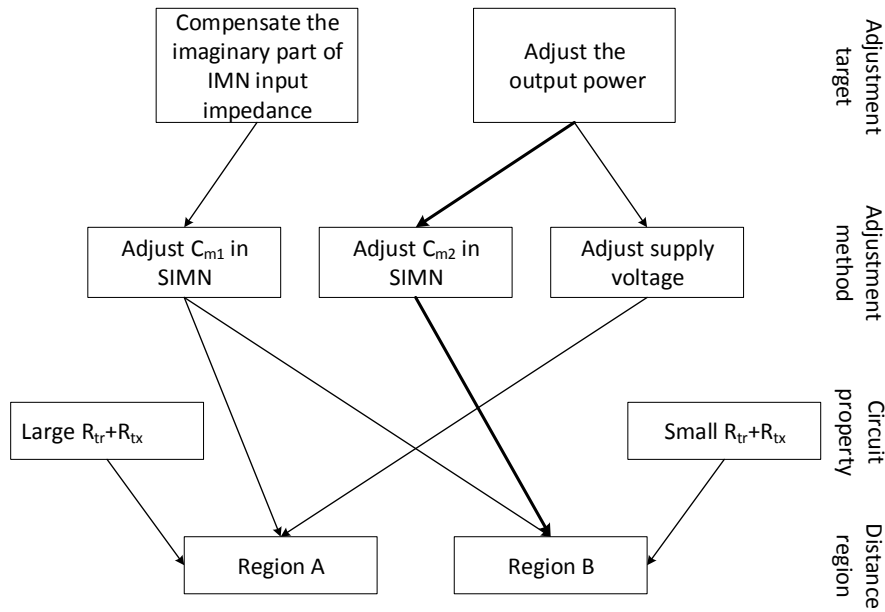 Compensate the
imaginary part of
IMN input
impedance
Adjust the
output power
Adjustment
target
Adjust Cm1 in
SIMN
Adjust Cm2 in
SIMN
Adjust supply
voltage
Adjustment
method
Large Rtr+Rtx
Small Rtr+Rtx
Circuit
property
Region A
Region B
Distance
region